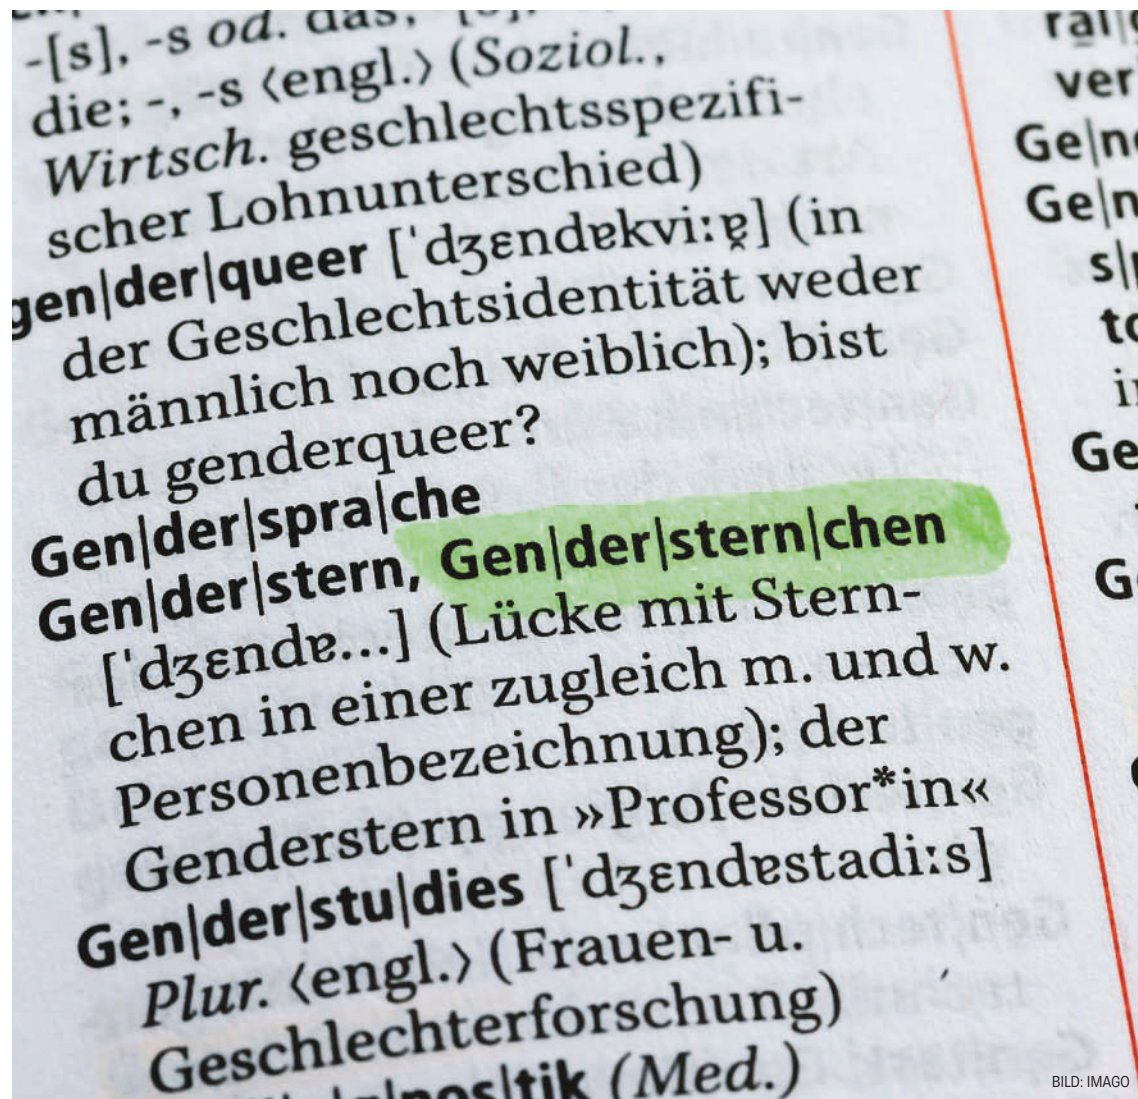 -[s], -s od. das, -[s],
die; -, -s ⟨engl.⟩ (Soziol.,
Wirtsch. geschlechtsspezifi-
scher Lohnunterschied)
gen|der|queer [ˈdʒɛndɐkviːɐ̯] (in
der Geschlechtsidentität weder
männlich noch weiblich); bist
du genderqueer?
Gen|der|spra|che
Gen|der|stern, Gen|der|stern|chen
[ˈdʒɛndɐ...] (Lücke mit Stern-
chen in einer zugleich m. und w.
Personenbezeichnung); der
Genderstern in »Professor*in«
Gen|der|stu|dies [ˈdʒɛndɐstadiːs]
Plur. ⟨engl.⟩ (Frauen- u.
Geschlechterforschung)
(Med.)
ver
Ge|n
Ge
BILD: IMAGO